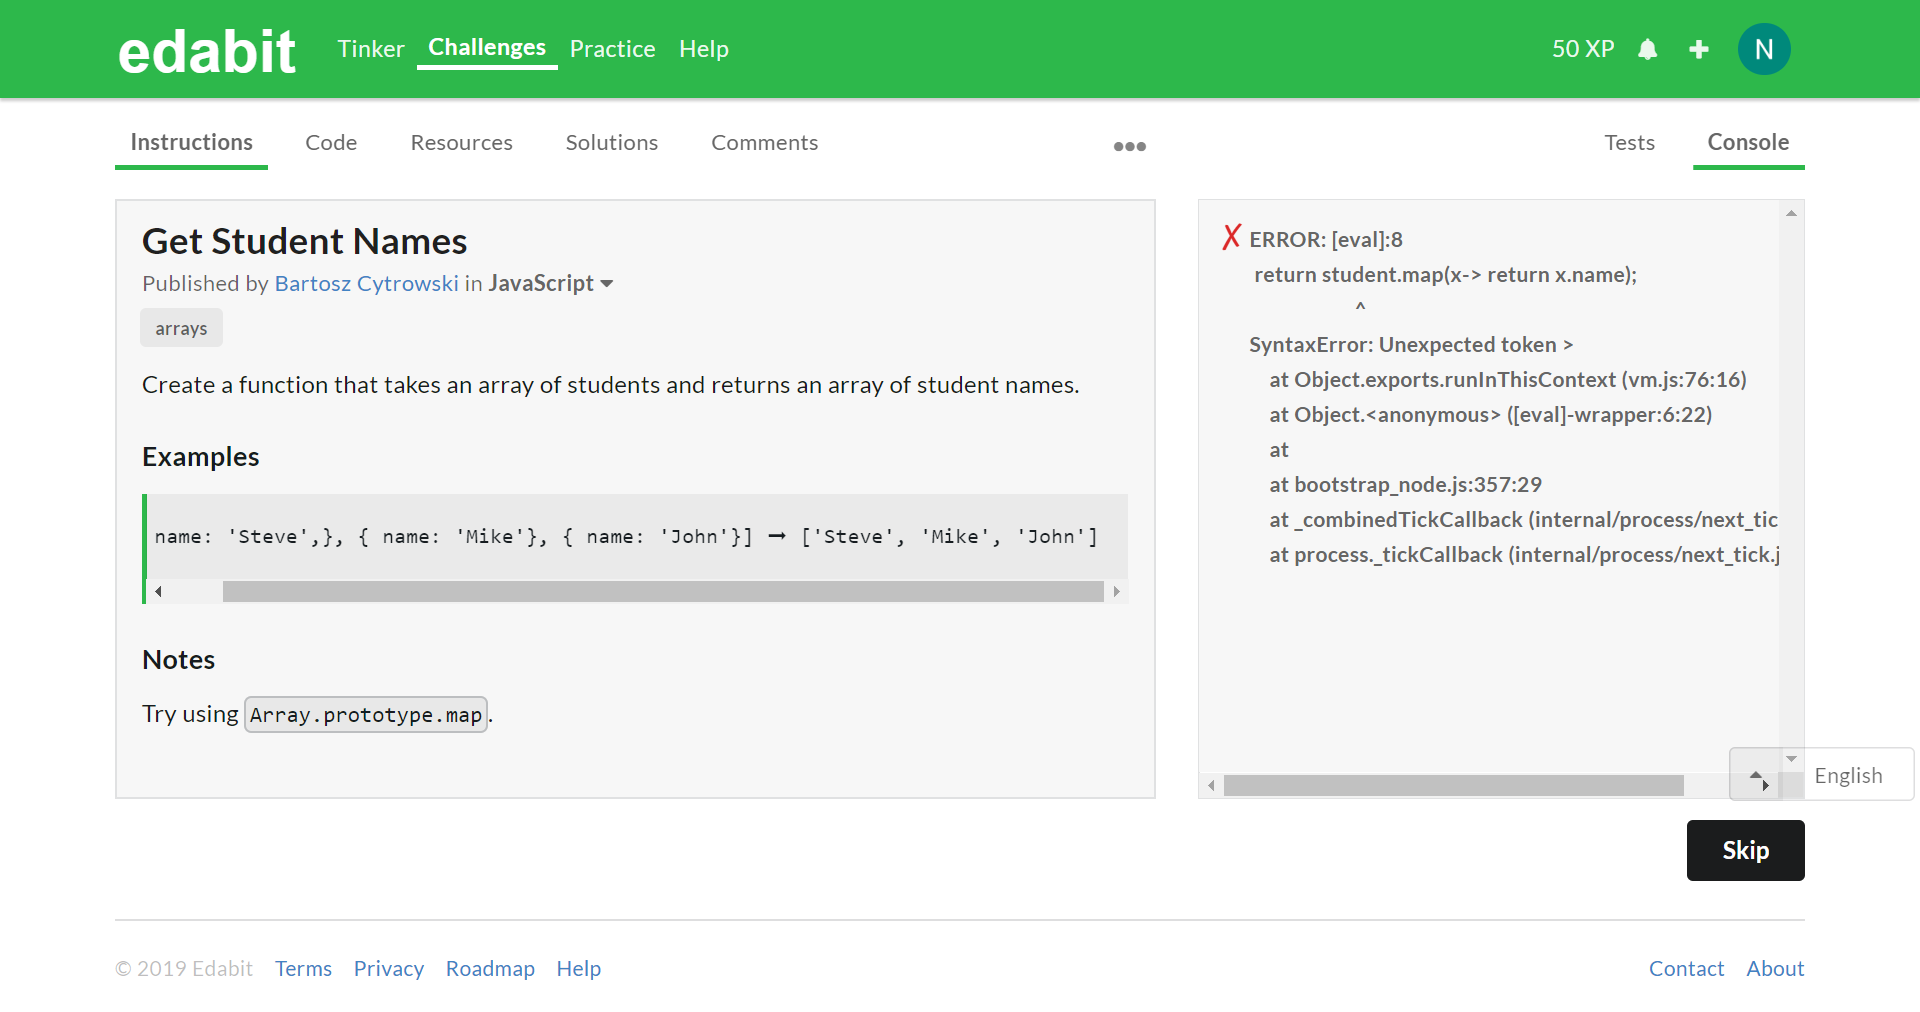 edabit Tinker Challenges Practice Help 50 XP N
Instructions Code Resources Solutions Comments Tests Console
Get Student Names
Published by Bartosz Cytrowski in JavaScript
arrays
Create a function that takes an array of students and returns an array of student names.
Examples
name: 'Steve',}, { name: 'Mike'}, { name: 'John'}] ➞ ['Steve', 'Mike', 'John']
Notes
Try using Array.prototype.map.
✗ ERROR: [eval]:8
return student.map(x-> return x.name);
^
SyntaxError: Unexpected token >
at Object.exports.runInThisContext (vm.js:76:16)
at Object.<anonymous> ([eval]-wrapper:6:22)
at
at bootstrap_node.js:357:29
at _combinedTickCallback (internal/process/next_tic
at process._tickCallback (internal/process/next_tick.j
English
Skip
© 2019 Edabit Terms Privacy Roadmap Help Contact About